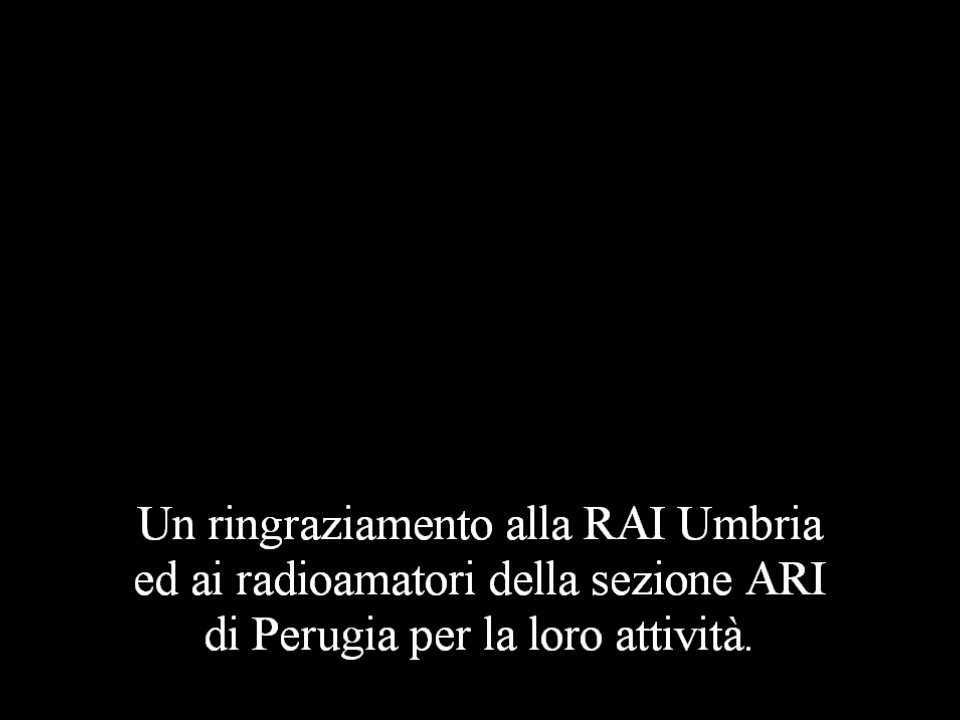 Un ringraziamento alla RAI Umbria
ed ai radioamatori della sezione ARI
di Perugia per la loro attività.